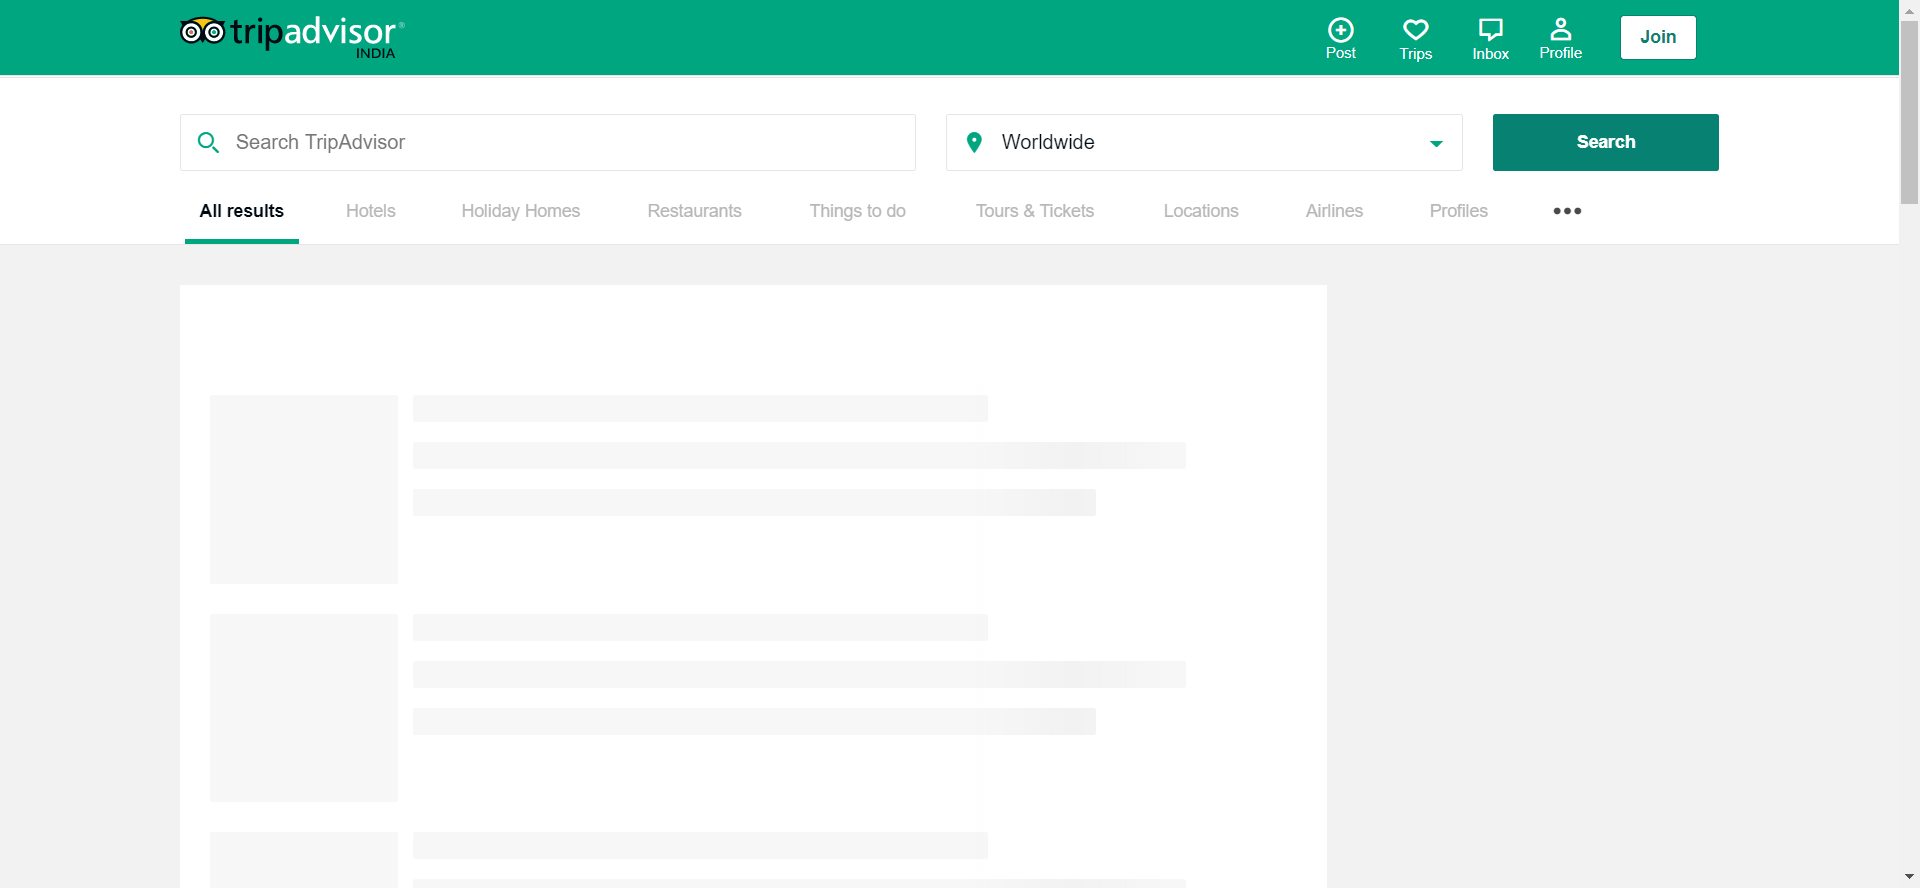 tripadvisor®
INDIA
Post
Trips
Inbox
Profile
Join
Search TripAdvisor
Worldwide
Search
All results
Hotels
Holiday Homes
Restaurants
Things to do
Tours & Tickets
Locations
Airlines
Profiles